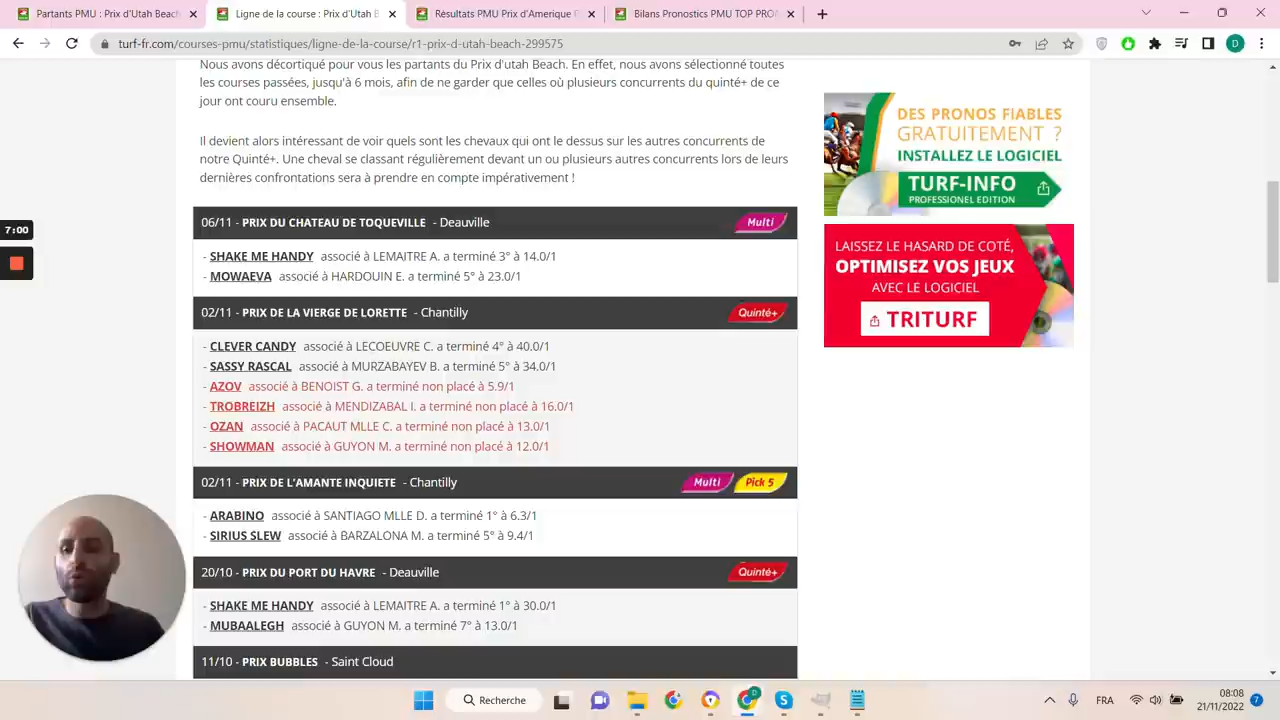 Partants PMU : Prix d'Utah Beach
Ligne de course : Prix d'Utah B
Résultats PMU Prix d'Amerique E
Bilans Pronostics PMU TOP PRO
turf-fr.com/courses-pmu/statistiques/ligne-de-course/r1-prix-d-utah-beach-299575
D
Nous avons décortiqué pour vous les partants du Prix d'utah Beach. En effet, nous avons sélectionné toutes
les courses passées, jusqu'à 6 mois, afin de ne garder que celles où plusieurs concurrents du quinté+ de ce
jour ont couru ensemble.
Il devient alors intéressant de voir quels sont les chevaux qui ont le dessus sur les autres concurrents de
notre Quinté+. Une cheval se classant régulièrement devant un ou plusieurs autres concurrents lors de leurs
dernières confrontations sera à prendre en compte impérativement !
06/11 - PRIX DU CHATEAU DE TOQUEVILLE - Deauville Multi
- SHAKE ME HANDY associé à LEMAITRE A. a terminé 3° à 14.0/1
- MOWAEVA associé à HARDOUIN E. a terminé 5° à 23.0/1
02/11 - PRIX DE LA VIERGE DE LORETTE - Chantilly Quinté+
- CLEVER CANDY associé à LECOEUVRE C. a terminé 4° à 40.0/1
- SASSY RASCAL associé à MURZABAYEV B. a terminé 5° à 34.0/1
- AZOV associé à BENOIST G. a terminé non placé à 5.9/1
- TROBREIZH associé à MENDIZABAL I. a terminé non placé à 16.0/1
- OZAN associé à PACAUT MLLE C. a terminé non placé à 13.0/1
- SHOWMAN associé à GUYON M. a terminé non placé à 12.0/1
02/11 - PRIX DE L'AMANTE INQUIETE - Chantilly Multi Pick 5
- ARABINO associé à SANTIAGO MLLE D. a terminé 1° à 6.3/1
- SIRIUS SLEW associé à BARZALONA M. a terminé 5° à 9.4/1
20/10 - PRIX DU PORT DU HAVRE - Deauville Quinté+
- SHAKE ME HANDY associé à LEMAITRE A. a terminé 1° à 30.0/1
- MUBAALEGH associé à GUYON M. a terminé 7° à 13.0/1
11/10 - PRIX BUBBLES - Saint Cloud
DES PRONOS FIABLES
GRATUITEMENT ?
INSTALLEZ LE LOGICIEL
TURF-INFO
PROFESSIONEL EDITION
LAISSEZ LE HASARD DE COTÉ,
OPTIMISEZ VOS JEUX
AVEC LE LOGICIEL
TRITURF
7:00
Recherche
FRA
08:08
21/11/2022
7